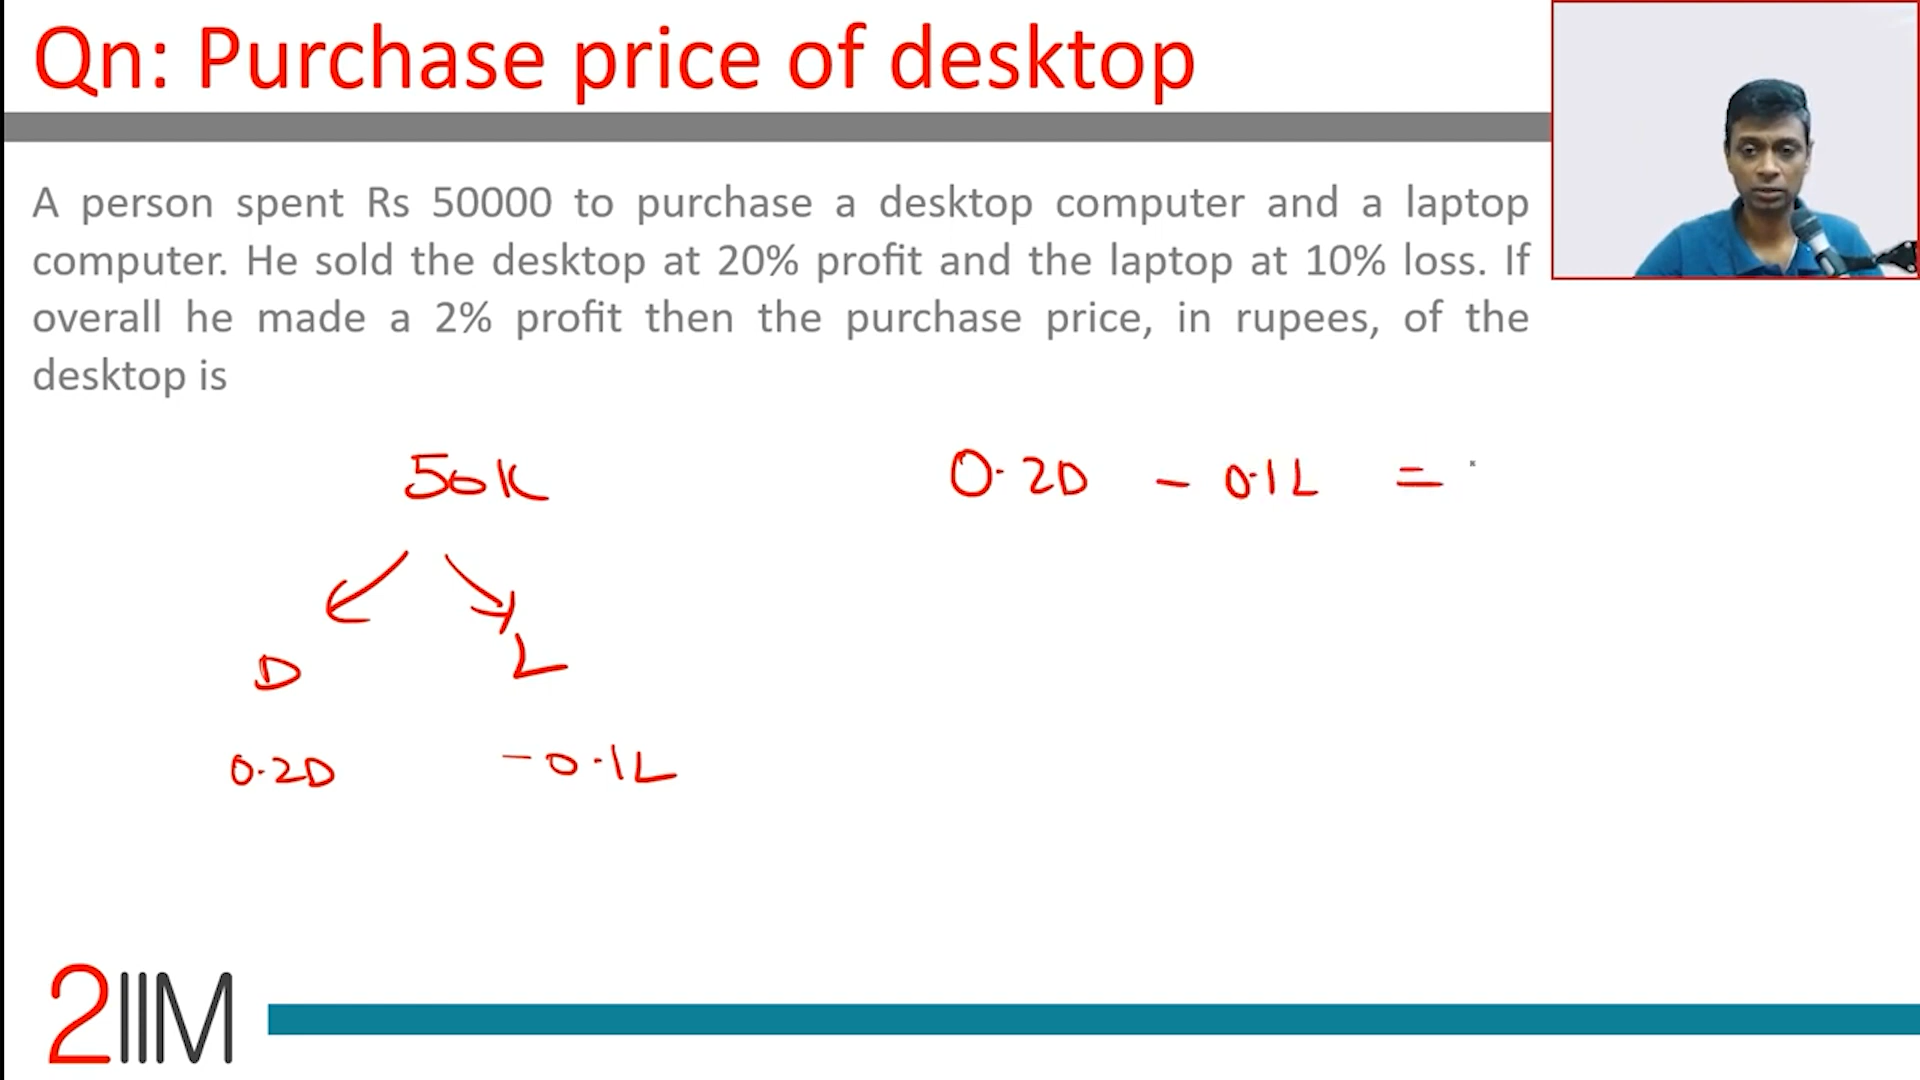 Qn: Purchase price of desktop
A person spent Rs 50000 to purchase a desktop computer and a laptop
computer. He sold the desktop at 20% profit and the laptop at 10% loss. If
overall he made a 2% profit then the purchase price, in rupees, of the
desktop is
50K
0.2D - 0.1L =
D L
0.2D -0.1L
2IIM